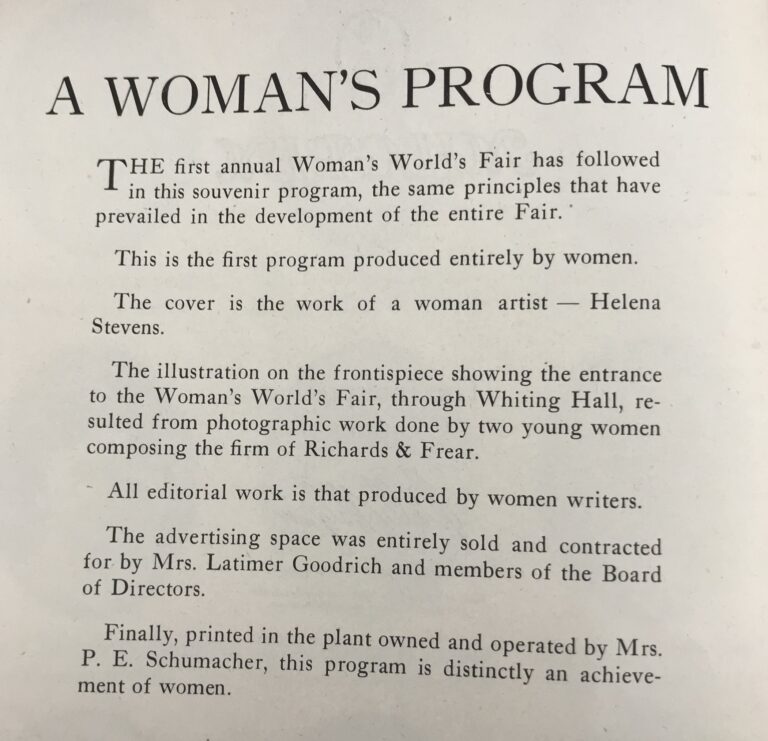 A WOMAN'S PROGRAM
THE first annual Woman's World's Fair has followed
in this souvenir program, the same principles that have
prevailed in the development of the entire Fair.
This is the first program produced entirely by women.
The cover is the work of a woman artist — Helena
Stevens.
The illustration on the frontispiece showing the entrance
to the Woman's World's Fair, through Whiting Hall, re-
sulted from photographic work done by two young women
composing the firm of Richards & Frear.
All editorial work is that produced by women writers.
The advertising space was entirely sold and contracted
for by Mrs. Latimer Goodrich and members of the Board
of Directors.
Finally, printed in the plant owned and operated by Mrs.
P. E. Schumacher, this program is distinctly an achieve-
ment of women.